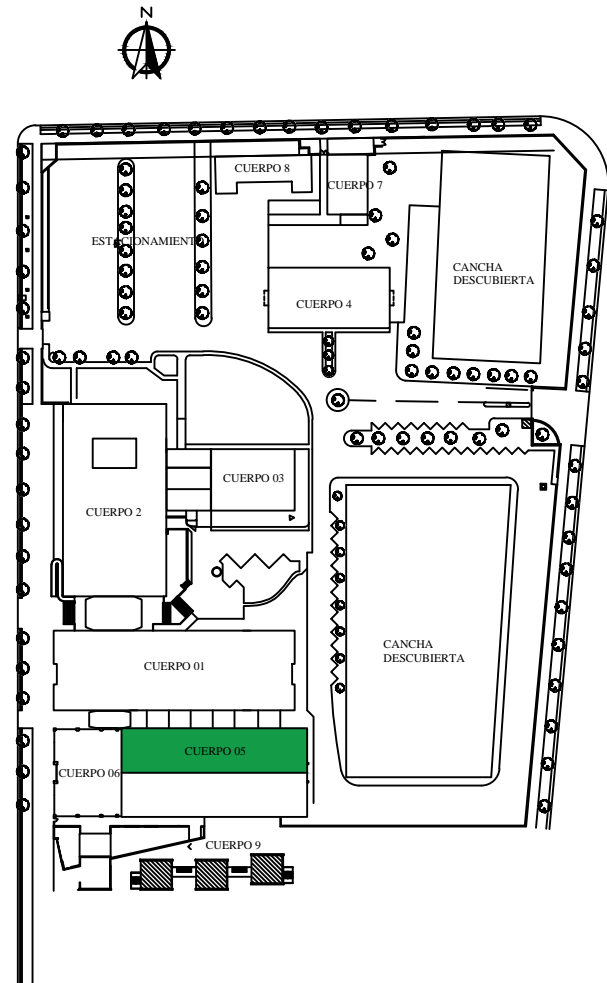 N
CUERPO 8
CUERPO 7
ESTACIONAMIENTO
CANCHA
DESCUBIERTA
CUERPO 4
CUERPO 03
CUERPO 2
CANCHA
DESCUBIERTA
CUERPO 01
CUERPO 05
CUERPO 06
CUERPO 9